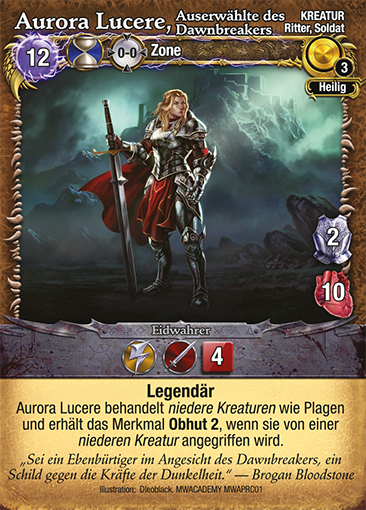 Aurora Lucere, Auserwählte des Dawnbreakers
KREATUR
Ritter, Soldat
12
0-0 Zone
3
Heilig
2
10
Eidwahrer
4
Legendär
Aurora Lucere behandelt niedere Kreaturen wie Plagen
und erhält das Merkmal Obhut 2, wenn sie von einer
niederen Kreatur angegriffen wird.
„Sei ein Ebenbürtiger im Angesicht des Dawnbreakers, ein
Schild gegen die Kräfte der Dunkelheit.“ — Brogan Bloodstone
Illustration: Dleoblack. MWACADEMY MWAPRC01